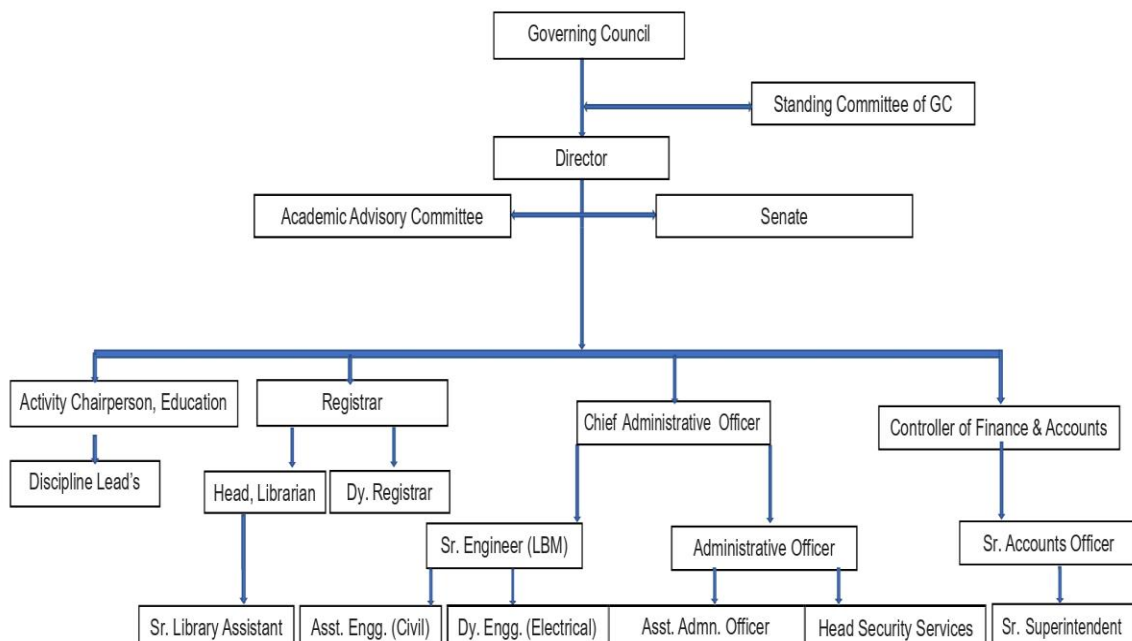 Governing Council
Standing Committee of GC
Director
Academic Advisory Committee
Senate
Activity Chairperson, Education
Registrar
Chief Administrative Officer
Controller of Finance & Accounts
Discipline Lead's
Head, Librarian
Dy. Registrar
Sr. Engineer (LBM)
Administrative Officer
Sr. Accounts Officer
Sr. Library Assistant
Asst. Engg. (Civil)
Dy. Engg. (Electrical)
Asst. Admn. Officer
Head Security Services
Sr. Superintendent